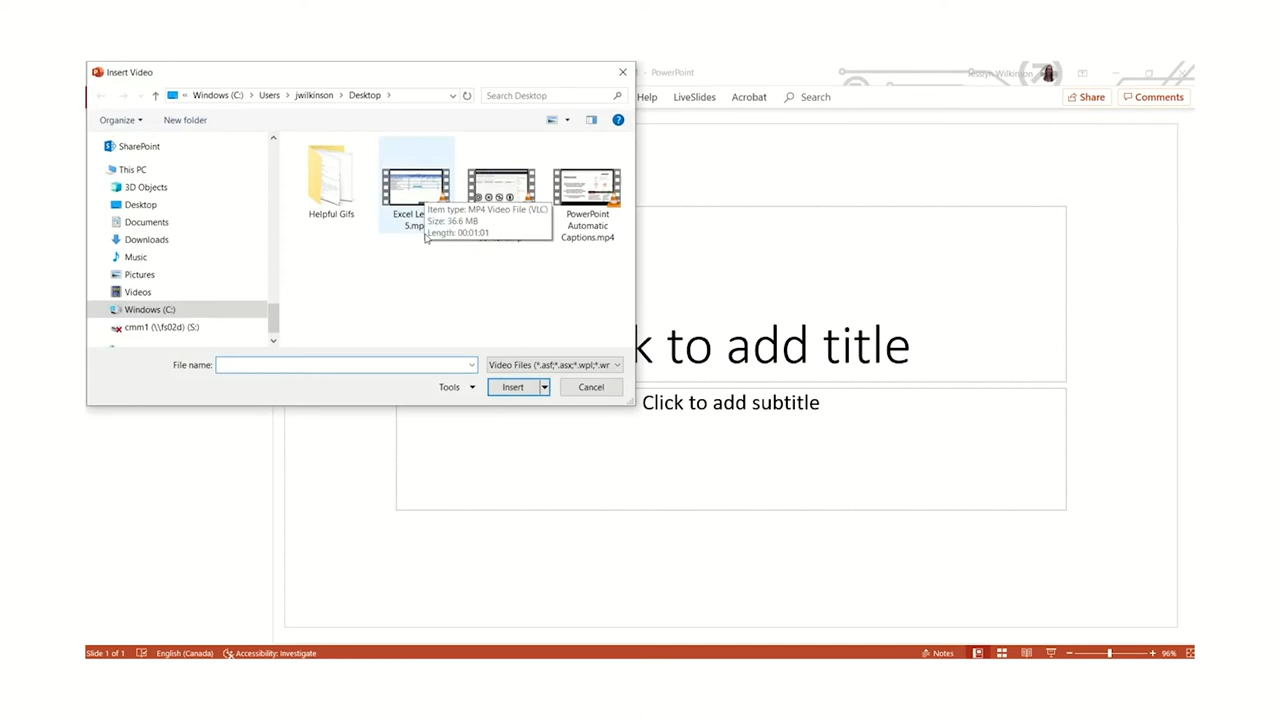 Insert Video
PowerPoint
Jesslyn Wilkinson
« Windows (C:) › Users › jwilkinson › Desktop ›
Search Desktop
Help LiveSlides Acrobat Search
Share
Comments
Organize
New folder
SharePoint
This PC
3D Objects
Desktop
Documents
Downloads
Music
Pictures
Videos
Windows (C:)
cmm1 (\\fs02d) (S:)
Helpful Gifs
Excel Le
5.mp
Item type: MP4 Video File (VLC)
Size: 36.6 MB
Length: 00:01:01
PowerPoint
Automatic
Captions.mp4
File name:
Video Files (*.asf;*.asx;*.wpl;*.wr
Tools
Insert
Cancel
k to add title
Click to add subtitle
Slide 1 of 1
English (Canada)
Accessibility: Investigate
Notes
96%